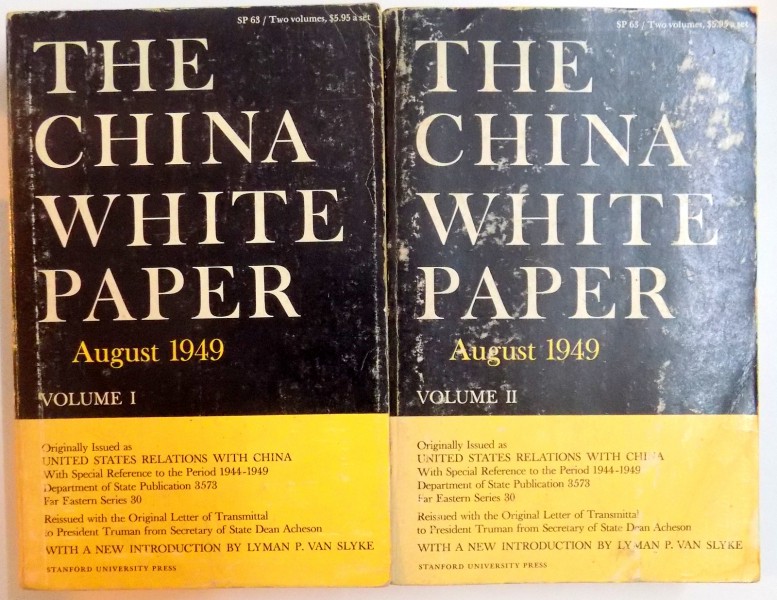 SP 63 / Two volumes, $5.95 a set
THE
CHINA
WHITE
PAPER
August 1949
VOLUME I
Originally Issued as
UNITED STATES RELATIONS WITH CHINA
With Special Reference to the Period 1944-1949
Department of State Publication 3573
Far Eastern Series 30
Reissued with the Original Letter of Transmittal
to President Truman from Secretary of State Dean Acheson
WITH A NEW INTRODUCTION BY LYMAN P. VAN SLYKE
STANFORD UNIVERSITY PRESS
SP 63 / Two volumes, $5.95 a set
THE
CHINA
WHITE
PAPER
August 1949
VOLUME II
Originally Issued as
UNITED STATES RELATIONS WITH CHINA
With Special Reference to the Period 1944-1949
Department of State Publication 3573
Far Eastern Series 30
Reissued with the Original Letter of Transmittal
to President Truman from Secretary of State Dean Acheson
WITH A NEW INTRODUCTION BY LYMAN P. VAN SLYKE
STANFORD UNIVERSITY PRESS